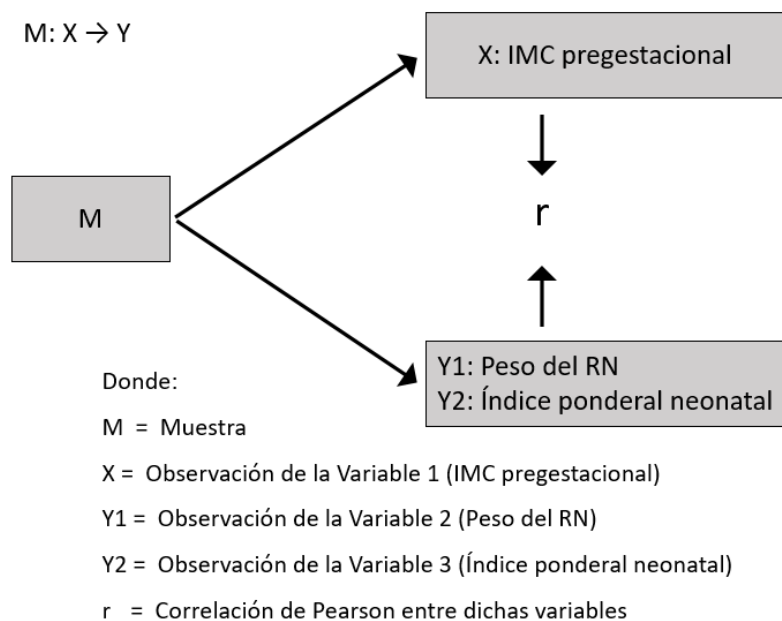 M: X → Y
X: IMC pregestacional
M
r
Y1: Peso del RN
Y2: Índice ponderal neonatal
Donde:
M = Muestra
X = Observación de la Variable 1 (IMC pregestacional)
Y1 = Observación de la Variable 2 (Peso del RN)
Y2 = Observación de la Variable 3 (Índice ponderal neonatal)
r = Correlación de Pearson entre dichas variables